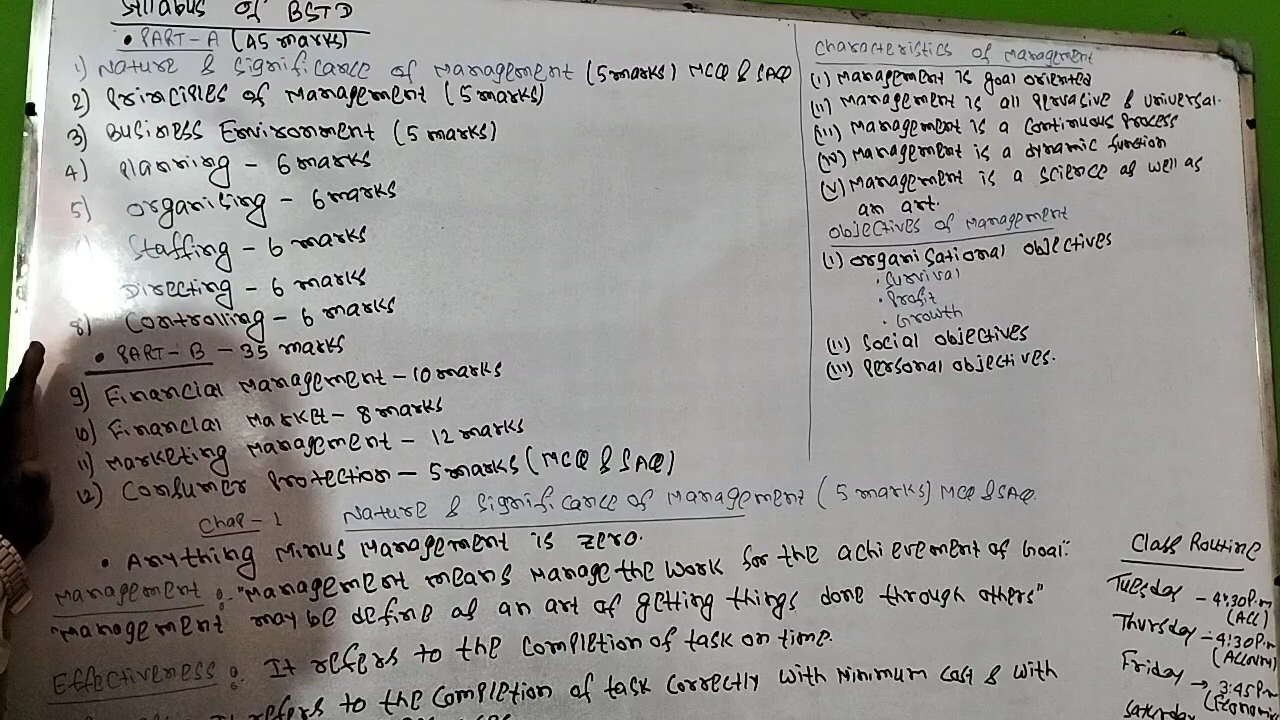 Syllabus of BSTD
• PART-A (45 marks)
1) Nature & Significance of Management (5 marks) MCQ & SAQ
2) Principles of Management (5 marks)
3) Business Environment (5 marks)
4) Planning - 6 marks
5) Organising - 6 marks
Staffing - 6 marks
Directing - 6 marks
8) Controlling - 6 marks
• PART-B - 35 marks
9) Financial Management - 10 marks
10) Financial Market - 8 marks
11) Marketing Management - 12 marks
12) Consumer Protection - 5 marks (MCQ & SAQ)
Characteristics of Management
(i) Management is goal oriented
(ii) Management is all pervasive & universal.
(iii) Management is a continuous process
(iv) Management is a dynamic function
(v) Management is a science as well as
an art.
Objectives of Management
(i) Organisational objectives
• Survival
• Profit
• Growth
(ii) Social objectives
(iii) Personal objectives.
Chap-1 Nature & Significance of Management (5 marks) MCQ & SAQ
• Anything Minus Management is zero.
Management : "Management means Manage the work for the achievement of Goal."
"Management may be define as an art of getting things done through others"
Effectiveness : It refers to the completion of task on time.
refers to the completion of task correctly with Minimum cost & with
Class Routine
Tuesday - 4:30 P.m
(Acc)
Thursday - 4:30 P.m
(Account
Friday → 3:45 P.m
(Economic
Saturday